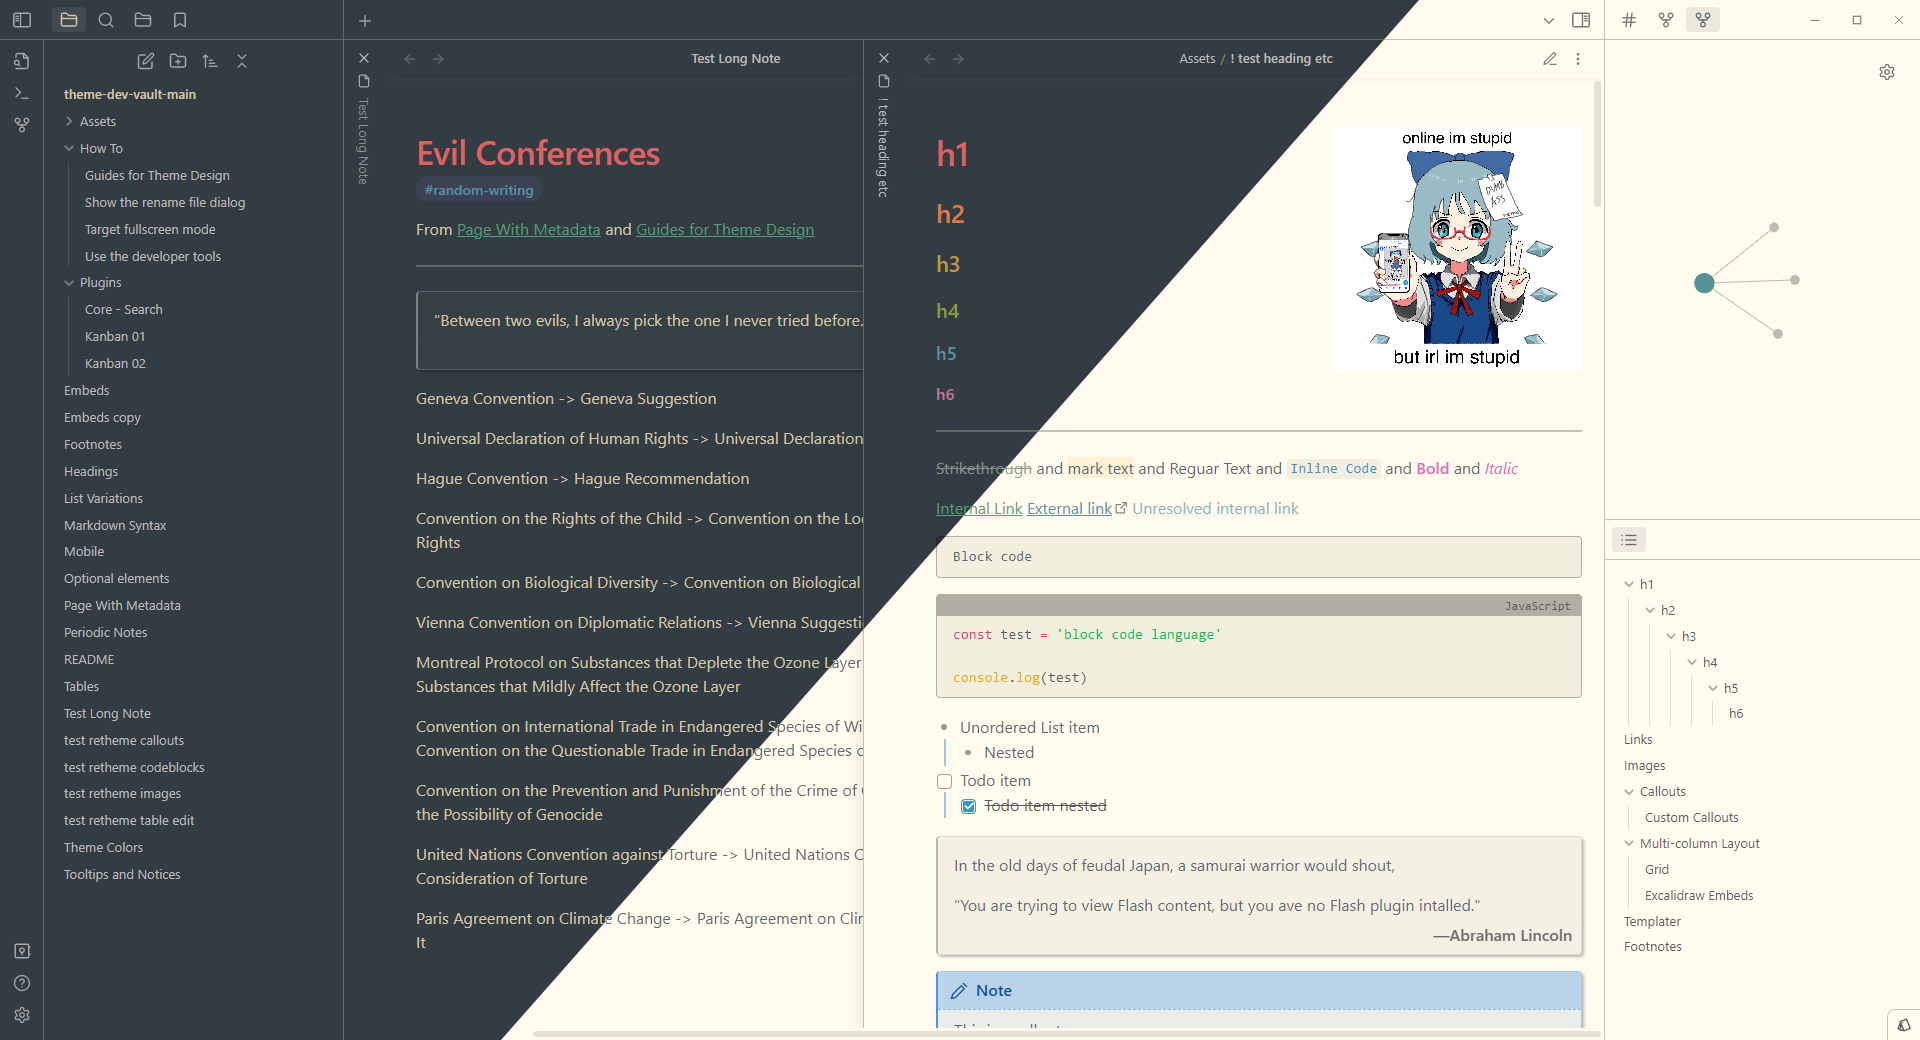 theme-dev-vault-main
Assets
How To
Guides for Theme Design
Show the rename file dialog
Target fullscreen mode
Use the developer tools
Plugins
Core - Search
Kanban 01
Kanban 02
Embeds
Embeds copy
Footnotes
Headings
List Variations
Markdown Syntax
Mobile
Optional elements
Page With Metadata
Periodic Notes
README
Tables
Test Long Note
test retheme callouts
test retheme codeblocks
test retheme images
test retheme table edit
Theme Colors
Tooltips and Notices
Test Long Note
Test Long Note
Evil Conferences
#random-writing
From Page With Metadata and Guides for Theme Design
"Between two evils, I always pick the one I never tried before.
Geneva Convention -> Geneva Suggestion
Universal Declaration of Human Rights -> Universal Declaration
Hague Convention -> Hague Recommendation
Convention on the Rights of the Child -> Convention on the
Rights
Convention on Biological Diversity -> Convention on Biological
Vienna Convention on Diplomatic Relations -> Vienna
Montreal Protocol on Substances that Deplete the Ozone Layer
Substances that Mildly Affect the Ozone Layer
Convention on International Trade in Endangered Species of
Convention on the Questionable Trade in Endangered Species
Convention on the Prevention and Punishment of the Crime of
the Possibility of Genocide
United Nations Convention against Torture -> United Nations
Consideration of Torture
Paris Agreement on Climate Change -> Paris Agreement on
It
! test heading etc
Assets / ! test heading etc
h1
h2
h3
h4
h5
h6
online im stupid
DUMB
ASS
but irl im stupid
Strikethrough and mark text and Reguar Text and Inline Code and Bold and Italic
Internal Link External link Unresolved internal link
Block code
JavaScript
const test = 'block code language'
console.log(test)
Unordered List item
Nested
Todo item
Todo item nested
In the old days of feudal Japan, a samurai warrior would shout,
"You are trying to view Flash content, but you ave no Flash plugin intalled."
—Abraham Lincoln
Note
h1
h2
h3
h4
h5
h6
Links
Images
Callouts
Custom Callouts
Multi-column Layout
Grid
Excalidraw Embeds
Templater
Footnotes